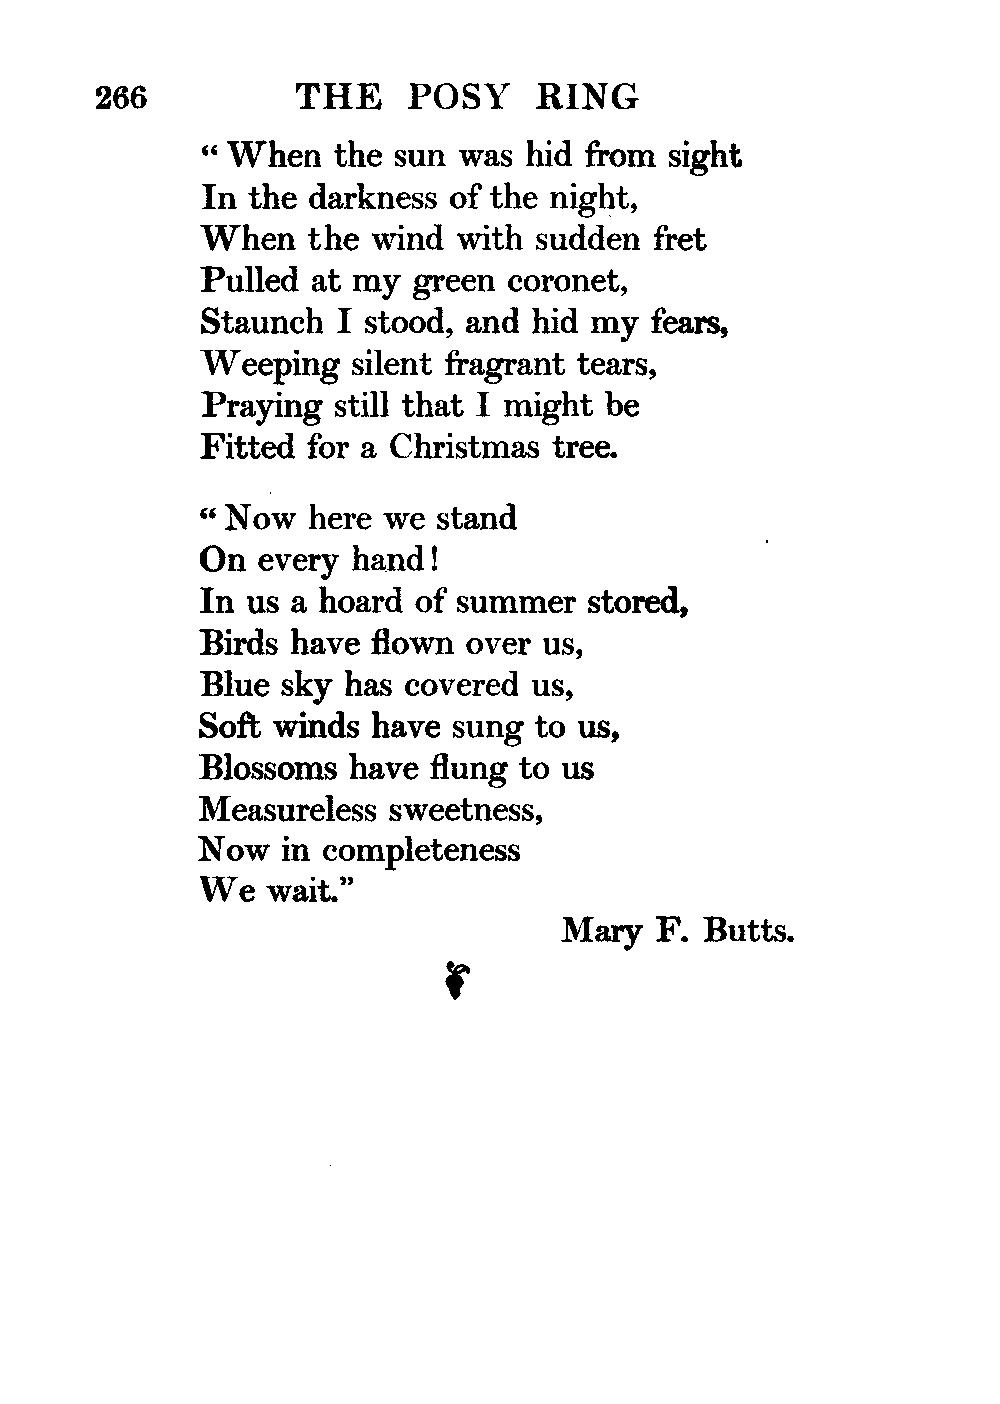 266 THE POSY RING
“ When the sun was hid from sight
In the darkness of the night,
When the wind with sudden fret
Pulled at my green coronet,
Staunch I stood, and hid my fears,
Weeping silent fragrant tears,
Praying still that I might be
Fitted for a Christmas tree.
“ Now here we stand
On every hand!
In us a hoard of summer stored,
Birds have flown over us,
Blue sky has covered us,
Soft winds have sung to us,
Blossoms have flung to us
Measureless sweetness,
Now in completeness
We wait.”
Mary F. Butts.